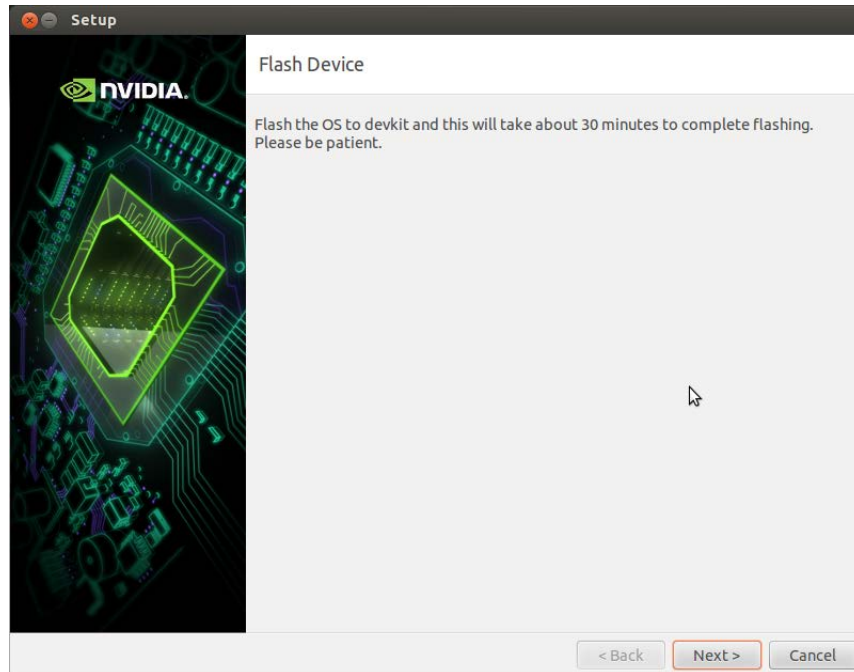 Setup
NVIDIA.
Flash Device
Flash the OS to devkit and this will take about 30 minutes to complete flashing.
Please be patient.
< Back
Next >
Cancel